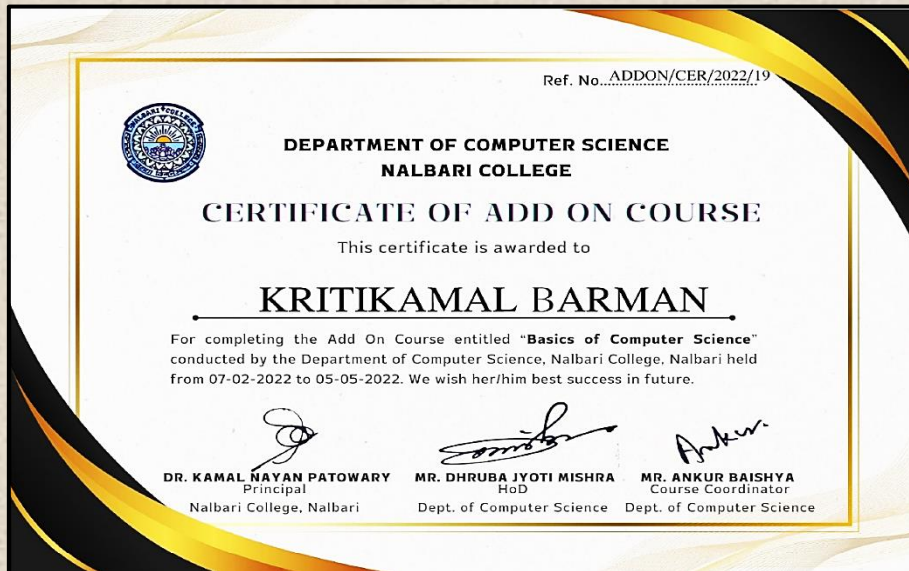 Ref. No. ADDON/CER/2022/19
NALBARI COLLEGE
DEPARTMENT OF COMPUTER SCIENCE
NALBARI COLLEGE
CERTIFICATE OF ADD ON COURSE
This certificate is awarded to
KRITIKAMAL BARMAN
For completing the Add On Course entitled “Basics of Computer Science”
conducted by the Department of Computer Science, Nalbari College, Nalbari held
from 07-02-2022 to 05-05-2022. We wish her/him best success in future.
Ankur.
DR. KAMAL NAYAN PATOWARY MR. DHRUBA JYOTI MISHRA MR. ANKUR BAISHYA
Principal HoD Course Coordinator
Nalbari College, Nalbari Dept. of Computer Science Dept. of Computer Science